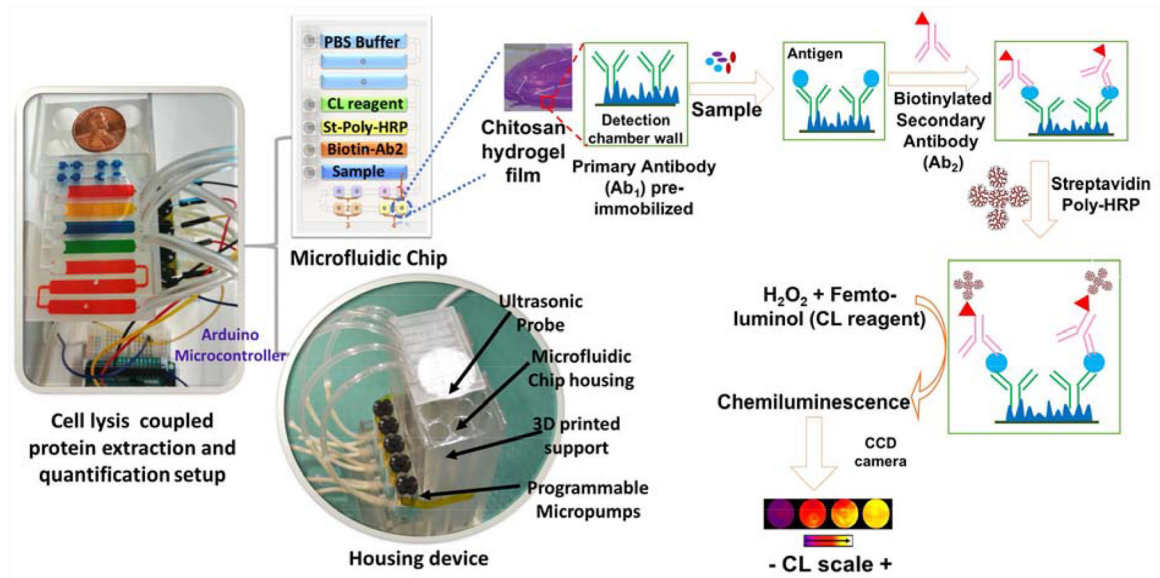 PBS Buffer
CL reagent
St-Poly-HRP
Biotin-Ab2
Sample
Microfluidic Chip
Chitosan
hydrogel
film
Detection
chamber wall
Primary Antibody
(Ab1) pre-
immobilized
Sample
Antigen
Biotinylated
Secondary
Antibody
(Ab2)
Streptavidin
Poly-HRP
Arduino
Microcontroller
Cell lysis coupled
protein extraction and
quantification setup
Ultrasonic
Probe
Microfluidic
Chip housing
3D printed
support
Programmable
Micropumps
Housing device
H2O2 + Femto-
luminol (CL reagent)
Chemiluminescence
CCD
camera
- CL scale +